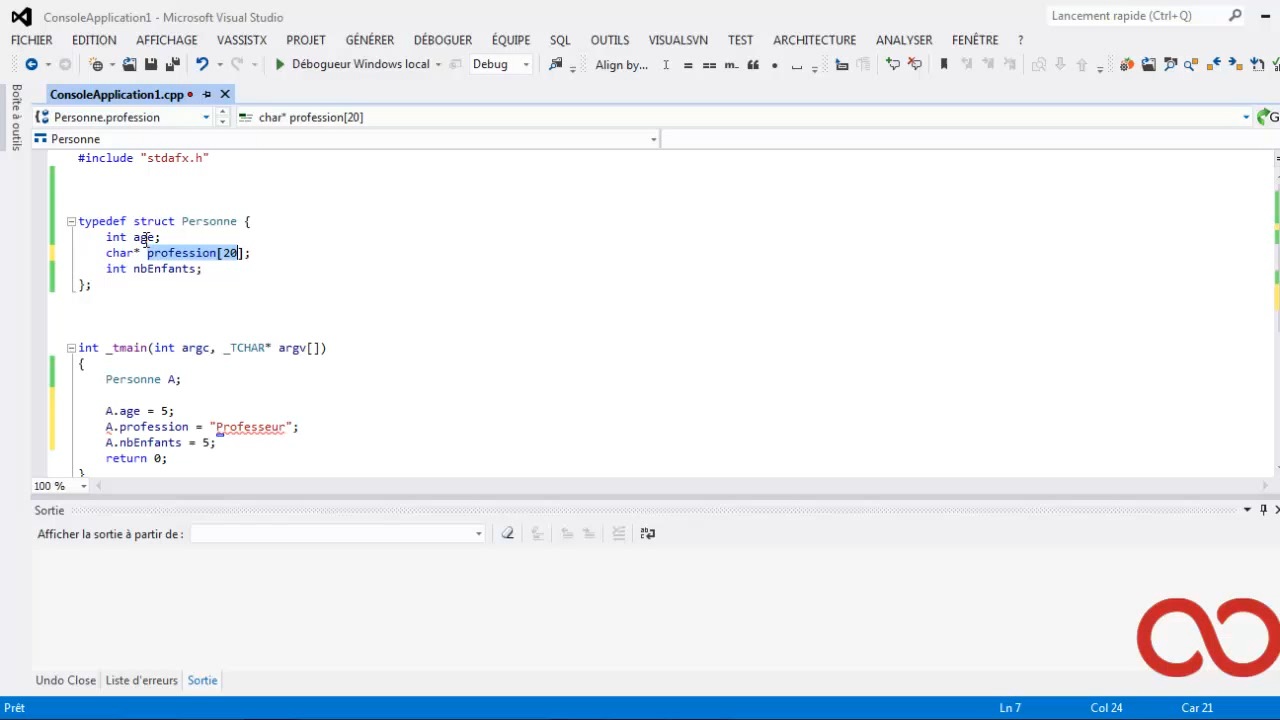 ConsoleApplication1 - Microsoft Visual Studio
Lancement rapide (Ctrl+Q)
FICHIER EDITION AFFICHAGE VASSISTX PROJET GÉNÉRER DÉBOGUER ÉQUIPE SQL OUTILS VISUALSVN TEST ARCHITECTURE ANALYSER FENÊTRE ?
Débogueur Windows local Debug Align by... = == m. “ , -
Boîte à outils
ConsoleApplication1.cpp
Personne.profession char* profession[20] G
Personne
#include "stdafx.h"
typedef struct Personne {
int age;
char* profession[20];
int nbEnfants;
};
int _tmain(int argc, _TCHAR* argv[])
{
Personne A;
A.age = 5;
A.profession = "Professeur";
A.nbEnfants = 5;
return 0;
}
100 %
Sortie
Afficher la sortie à partir de :
Undo Close Liste d'erreurs Sortie
Prêt Ln 7 Col 24 Car 21